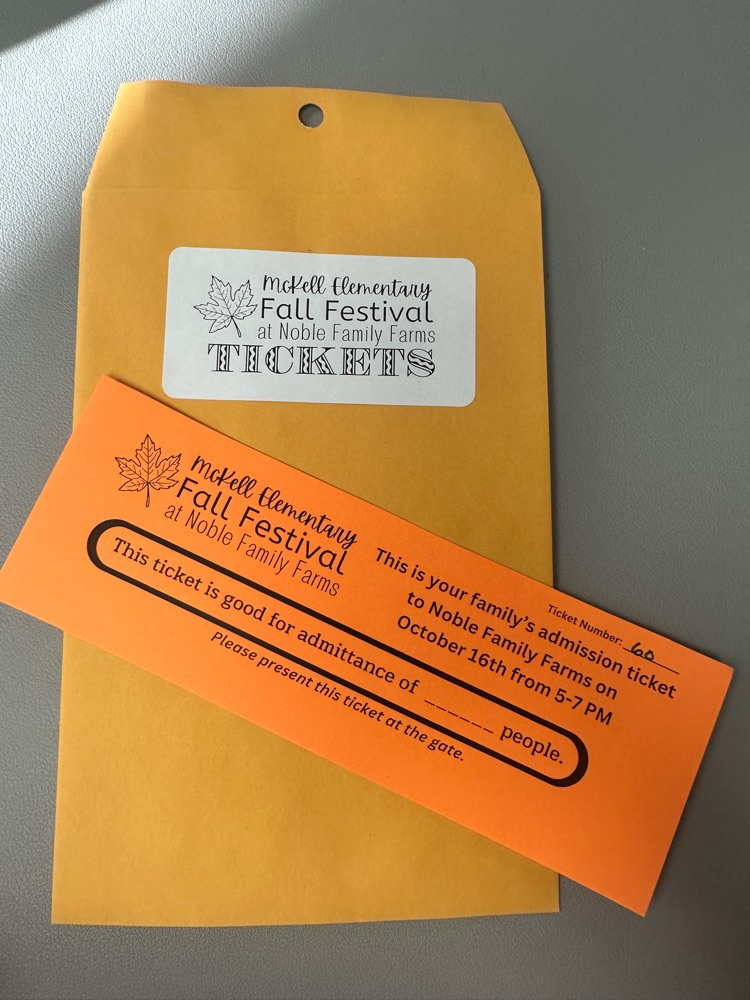 McKell Elementary
Fall Festival
at Noble Family Farms
TICKETS
McKell Elementary
Fall Festival
at Noble Family Farms
Ticket Number: 60
This is your family's admission ticket
to Noble Family Farms on
October 16th from 5-7 PM
This ticket is good for admittance of ______ people.
Please present this ticket at the gate.